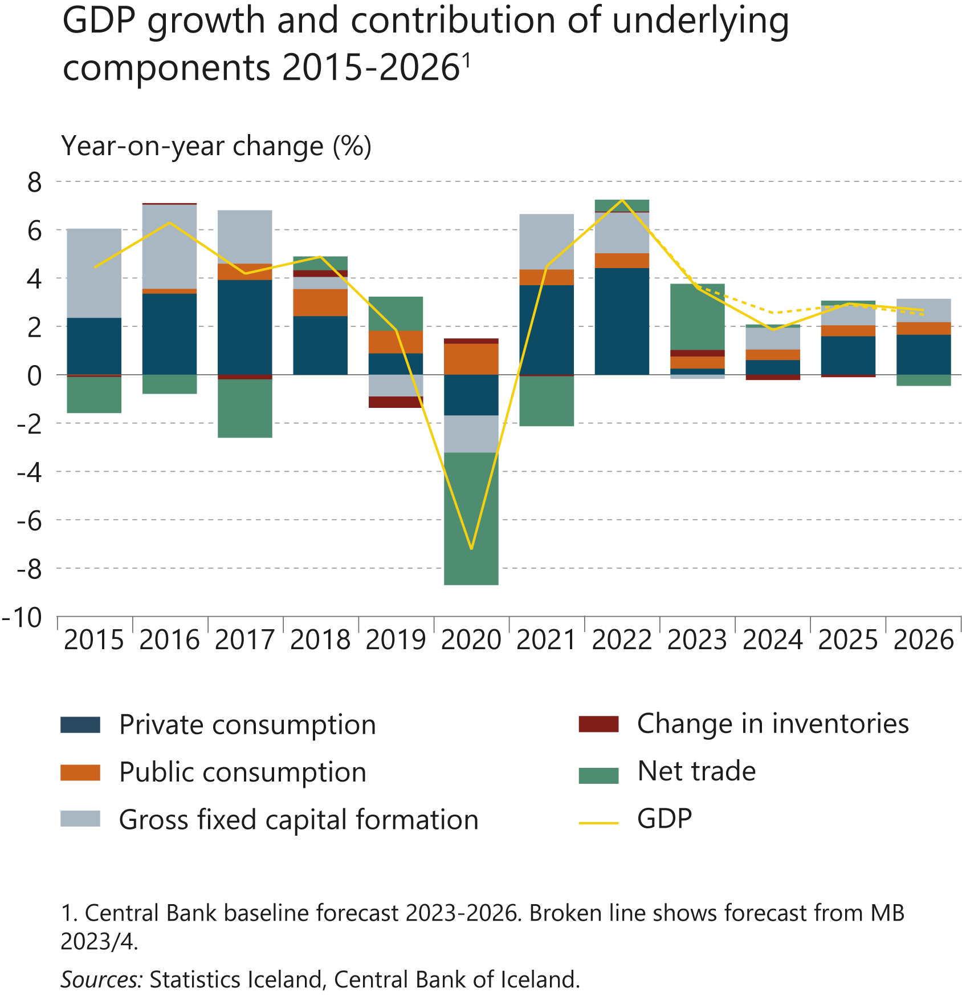 GDP growth and contribution of underlying
components 2015-2026¹
Year-on-year change (%)
8
6
4
2
0
-2
-4
-6
-8
-10
2015 2016 2017 2018 2019 2020 2021 2022 2023 2024 2025 2026
Private consumption
Public consumption
Gross fixed capital formation
Change in inventories
Net trade
GDP
1. Central Bank baseline forecast 2023-2026. Broken line shows forecast from MB
2023/4.
Sources: Statistics Iceland, Central Bank of Iceland.